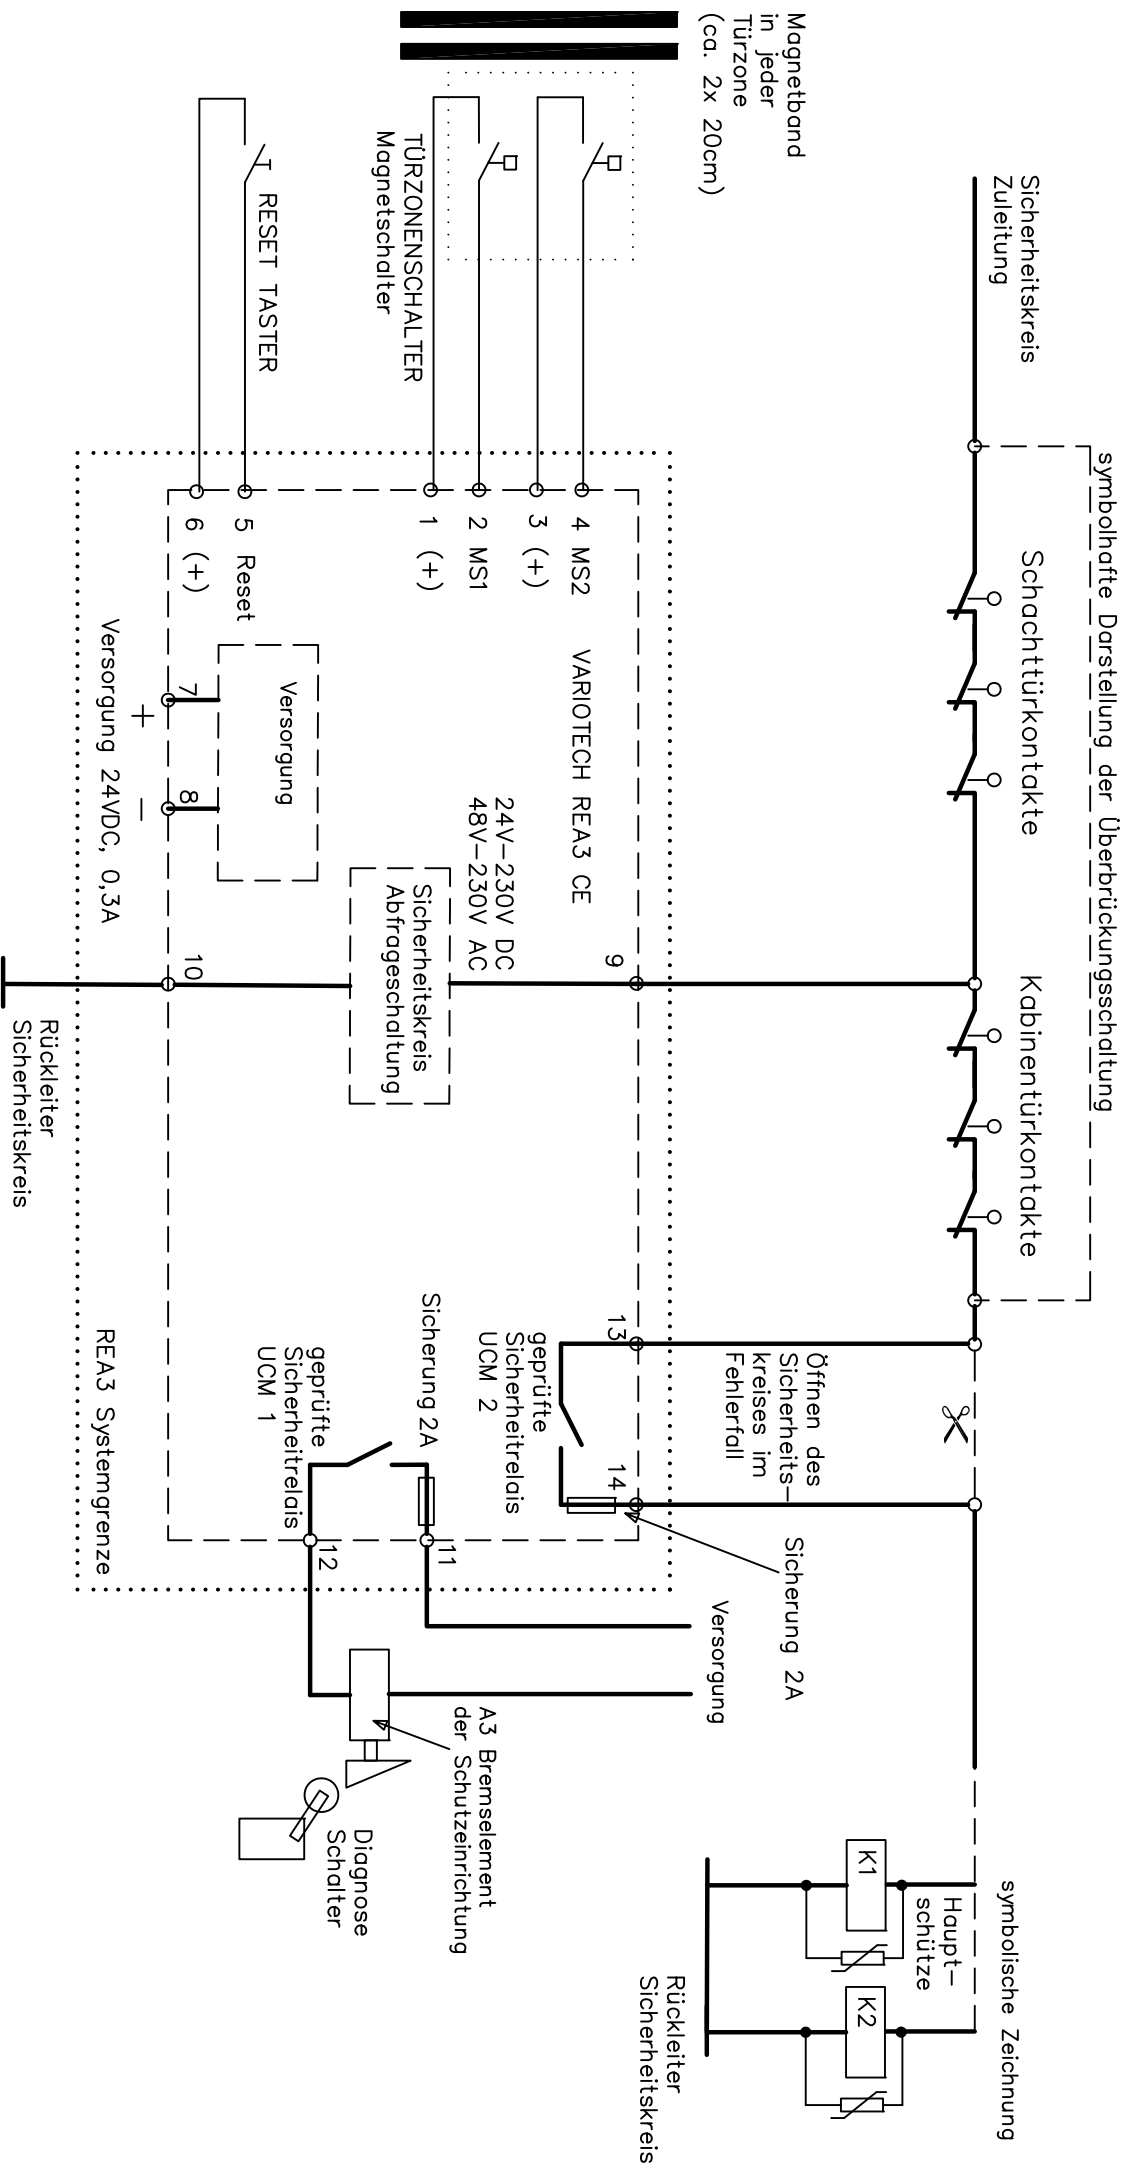 symbolhafte Darstellung der Überbrückungsschaltung
Sicherheitskreis
Zuleitung
Schachttürkontakte
Kabinentürkontakte
symbolische Zeichnung
Magnetband
in jeder
Türzone
(ca. 2x 20cm)
Öffnen des
Sicherheits-
kreises im
Fehlerfall
Sicherung 2A
Haupt-
schütze
K1
K2
Rückleiter
Sicherheitskreis
Versorgung
TÜRZONENSCHALTER
Magnetschalter
4 MS2
3 (+)
2 MS1
1 (+)
VARIOTECH REA3 CE
9
13
14
24V-230V DC
48V-230V AC
geprüfte
Sicherheitrelais
UCM 2
Sicherheitskreis
Abfrageschaltung
Sicherung 2A
11
A3 Bremselement
der Schutzeinrichtung
RESET TASTER
5 Reset
6 (+)
Versorgung
7
8
10
geprüfte
Sicherheitrelais
UCM 1
12
Diagnose
Schalter
+
-
Versorgung 24VDC, 0,3A
REA3 Systemgrenze
Rückleiter
Sicherheitskreis